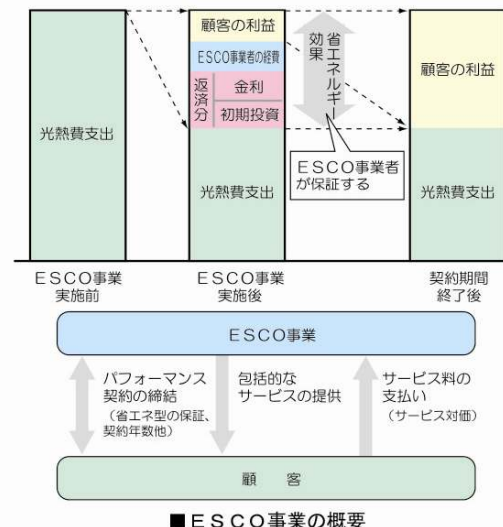 光熱費支出
顧客の利益
ESCO事業者の経費
返済分
金利
初期投資
光熱費支出
省エネルギー
効果
ESCO事業者
が保証する
顧客の利益
光熱費支出
ESCO事業
実施前
ESCO事業
実施後
契約期間
終了後
ESCO事業
パフォーマンス
契約の締結
(省エネ型の保証、
契約年数他)
包括的な
サービスの提供
サービス料の
支払い
(サービス対価)
顧 客
■ESCO事業の概要